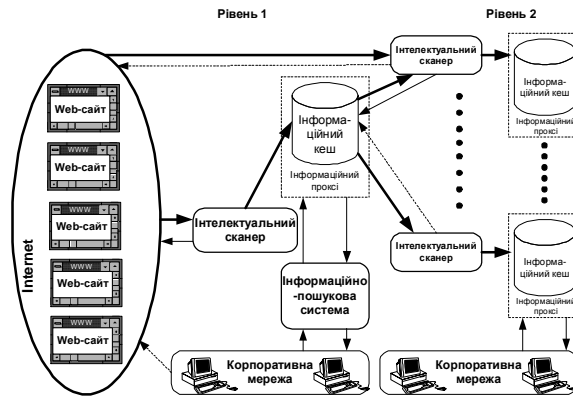 Рівень 1
Рівень 2
Internet
WWW
Web-сайт
WWW
Web-сайт
WWW
Web-сайт
WWW
Web-сайт
WWW
Web-сайт
Інтелектуальний
сканер
Інформа-
ційний
кеш
Інформаційний
проксі
Інформаційно
-пошукова
система
Корпоративна
мережа
Інтелектуальний
сканер
Інформа-
ційний кеш
Інформаційний
проксі
Інтелектуальний
сканер
Інформа-
ційний кеш
Інформаційний
проксі
Корпоративна
мережа